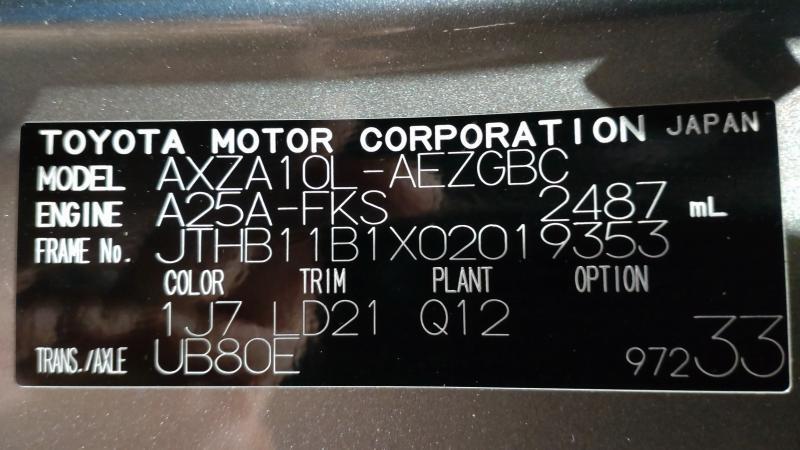 TOYOTA MOTOR CORPORATION JAPAN
MODEL AXZA10L-AEZGBC
ENGINE A25A-FKS 2487 mL
FRAME No. JTHB11B1X02019353
COLOR TRIM PLANT OPTION
1J7 LD21 Q12
TRANS./AXLE UB80E 97233